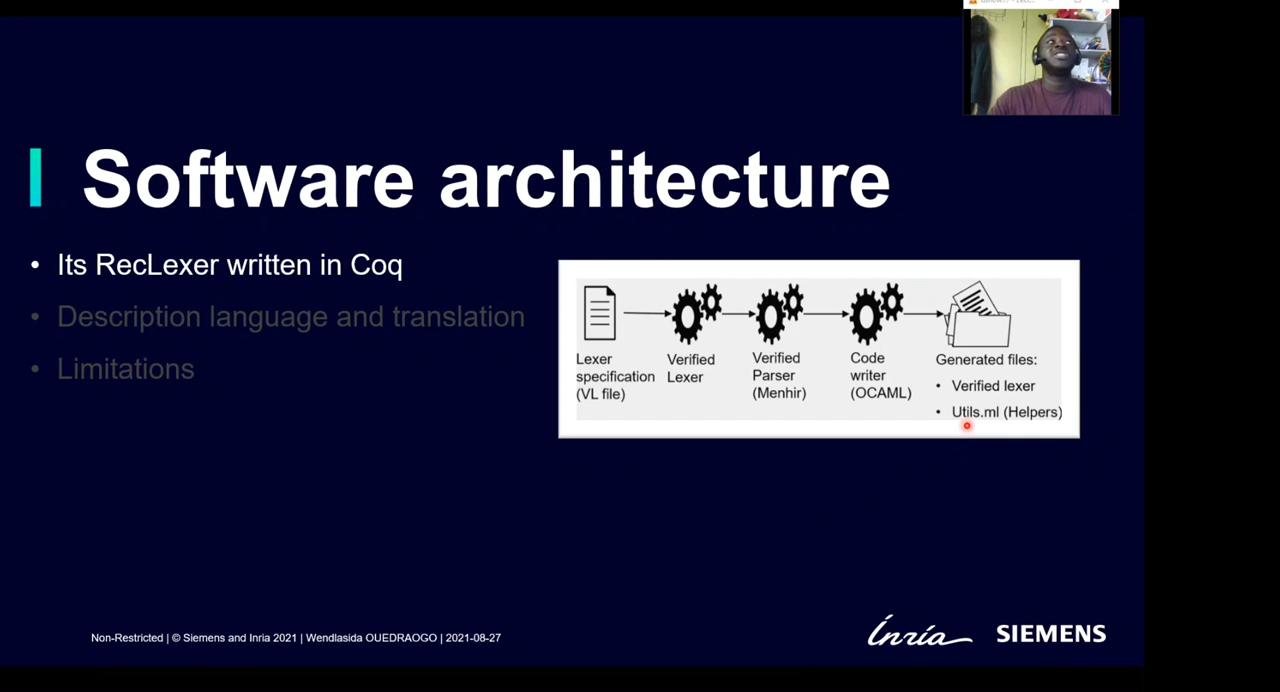 Software architecture
• Its RecLexer written in Coq
• Description language and translation
• Limitations
Lexer
specification
(VL file)
Verified
Lexer
Verified
Parser
(Menhir)
Code
writer
(OCAML)
Generated files:
• Verified lexer
• Utils.ml (Helpers)
Non-Restricted | © Siemens and Inria 2021 | Wendlasida OUEDRAOGO | 2021-08-27
Inria
SIEMENS